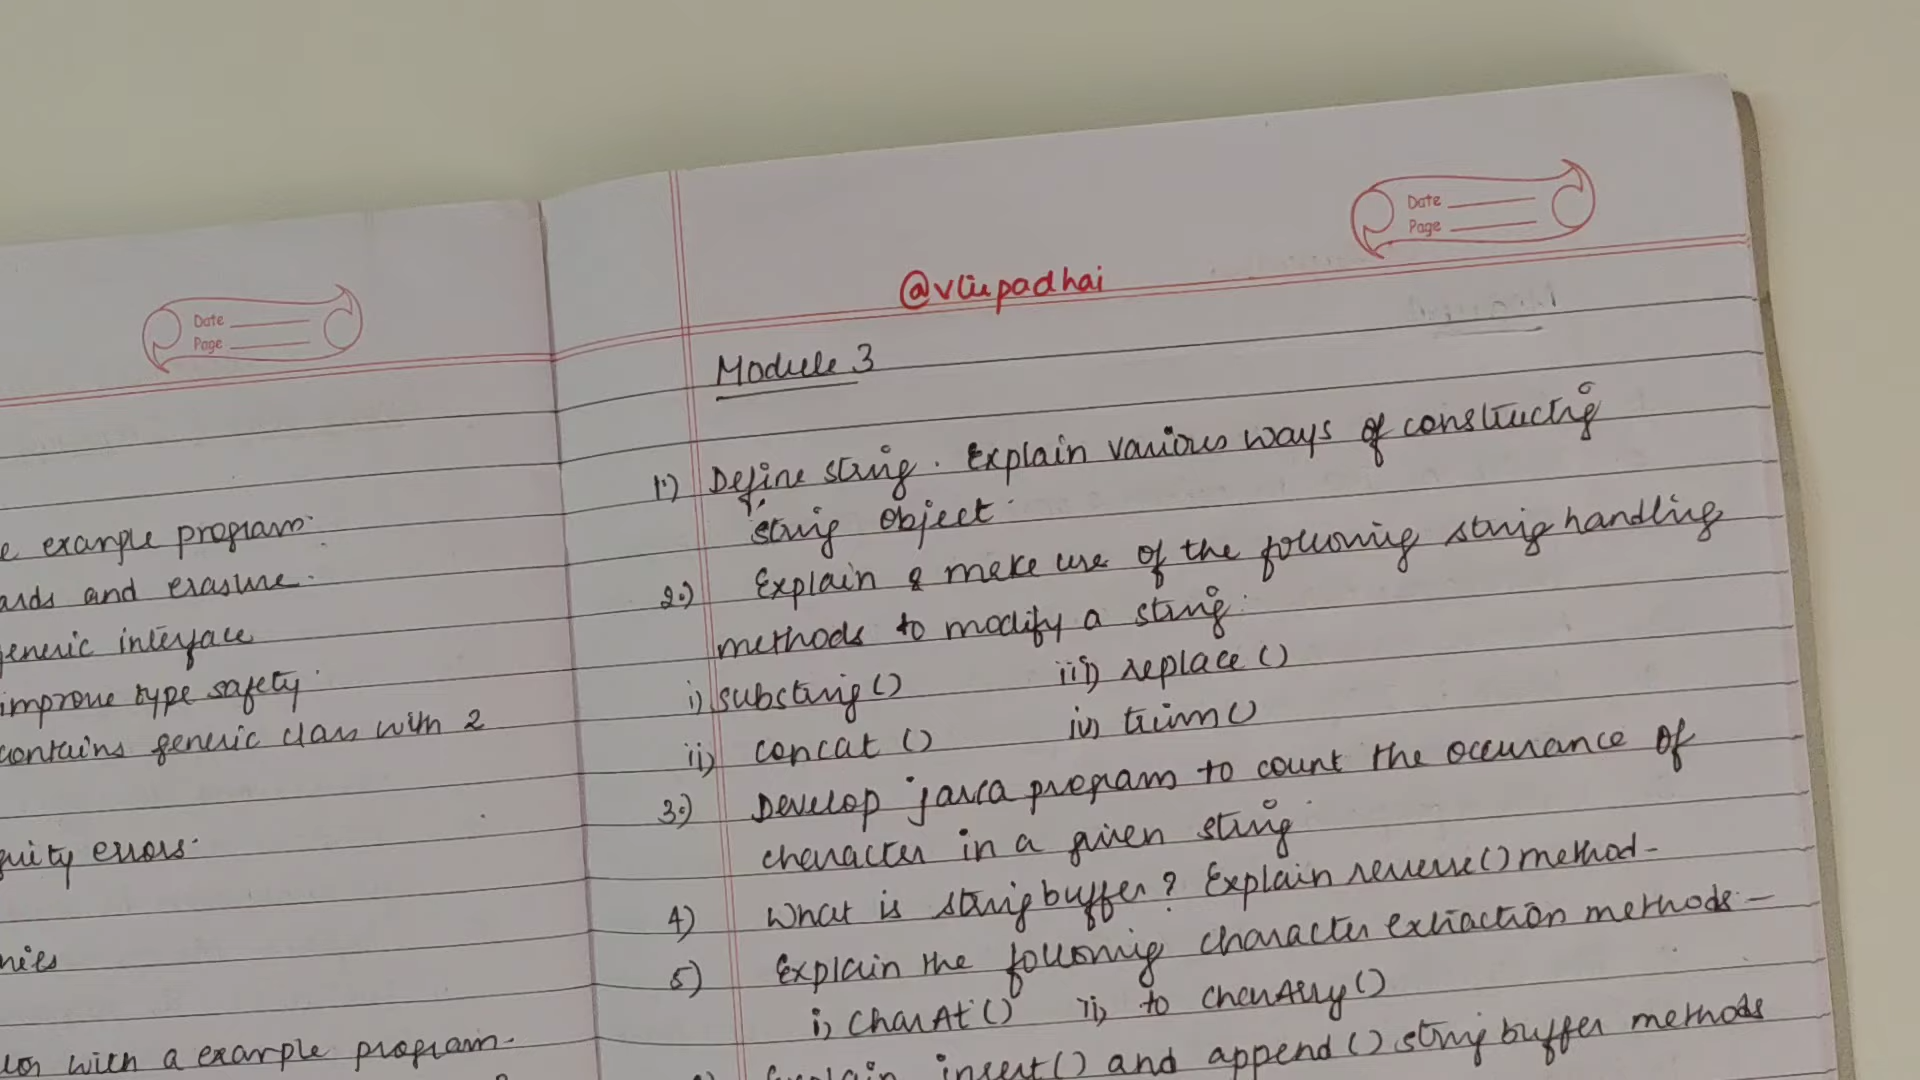 Date
Page
e example program.
ards and erasure.
generic interface
improve type safety.
contains generic class with 2
guity errors.
with a example program.
Date
Page
@vtupadhai
Module 3
1.) Define string. Explain various ways of constructing
string object.
2.) Explain & make use of the following string handling
methods to modify a string.
i) substring() iii) replace()
ii) concat() iv) trim()
3.) Develop java program to count the occurance of
character in a given string
4) What is string buffer? Explain reverse() method-
5) Explain the following character extraction methods.-
i) charAt() ii) to charArry()
Explain insert() and append() string buffer methods